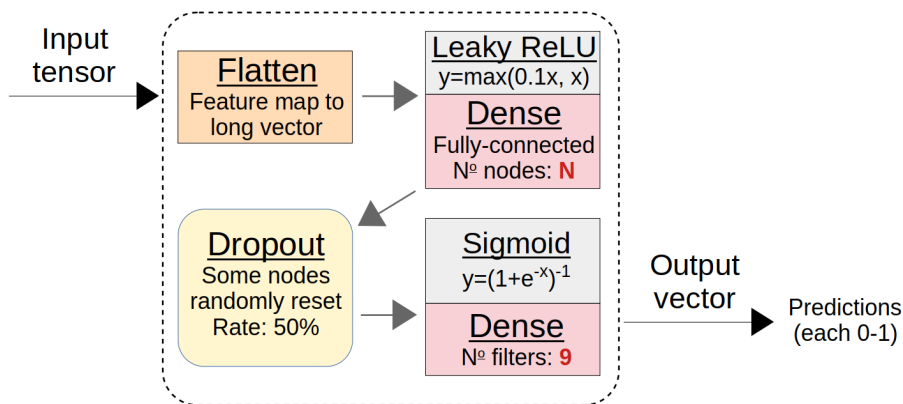 Input
tensor
Flatten
Feature map to
long vector
Leaky ReLU
y=max(0.1x, x)
Dense
Fully-connected
Nº nodes: N
Dropout
Some nodes
randomly reset
Rate: 50%
Sigmoid
y=(1+e⁻ˣ)⁻¹
Dense
Nº filters: 9
Output
vector
Predictions
(each 0-1)